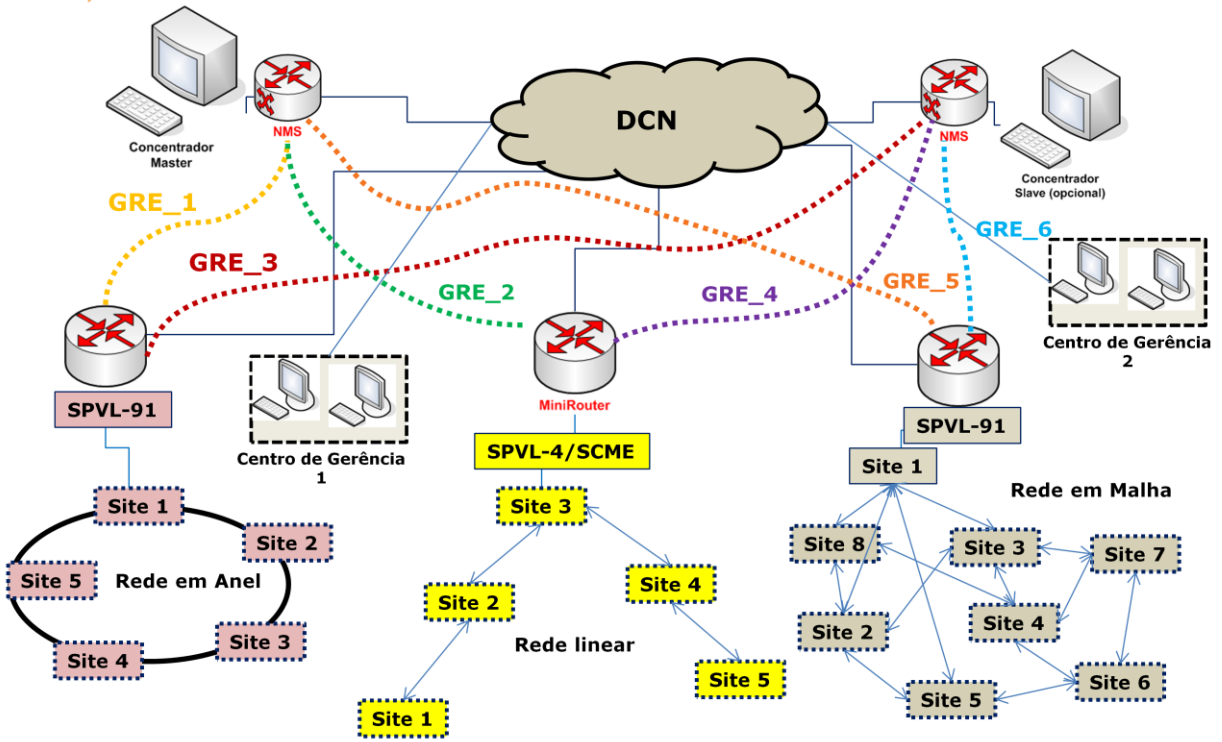 DCN
NMS
NMS
Concentrador
Master
Concentrador
Slave (opcional)
GRE_1
GRE_6
GRE_3
GRE_2
GRE_4
GRE_5
Centro de Gerência
2
MiniRouter
SPVL-91
SPVL-91
Centro de Gerência
1
SPVL-4/SCME
Site 1
Site 1
Site 3
Rede em Malha
Site 2
Site 8
Site 3
Site 7
Site 5
Rede em Anel
Site 4
Site 2
Site 2
Site 4
Site 3
Rede linear
Site 4
Site 5
Site 6
Site 5
Site 1